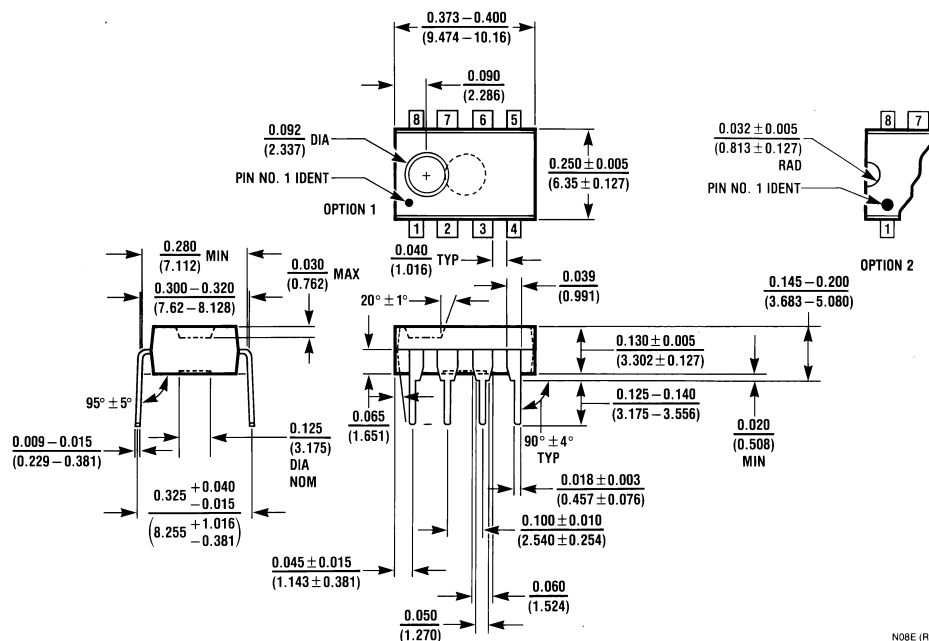 0.373 – 0.400
(9.474 – 10.16)
0.090
(2.286)
8 7 6 5
0.092 DIA
(2.337)
PIN NO. 1 IDENT
OPTION 1
0.250 ± 0.005
(6.35 ± 0.127)
1 2 3 4
0.032 ± 0.005
(0.813 ± 0.127)
RAD
PIN NO. 1 IDENT
8 7
1
OPTION 2
0.280 MIN
(7.112)
0.300 – 0.320
(7.62 – 8.128)
0.030 MAX
(0.762)
0.040 TYP
(1.016)
20° ± 1°
0.039
(0.991)
0.145 – 0.200
(3.683 – 5.080)
0.130 ± 0.005
(3.302 ± 0.127)
0.125 – 0.140
(3.175 – 3.556)
0.020
(0.508)
MIN
95° ± 5°
0.009 – 0.015
(0.229 – 0.381)
0.125
(3.175)
DIA
NOM
0.065
(1.651)
90° ± 4°
TYP
0.018 ± 0.003
(0.457 ± 0.076)
0.325 +0.040 −0.015
(8.255 +1.016 −0.381)
0.100 ± 0.010
(2.540 ± 0.254)
0.045 ± 0.015
(1.143 ± 0.381)
0.060
(1.524)
0.050
(1.270)
N08E (R